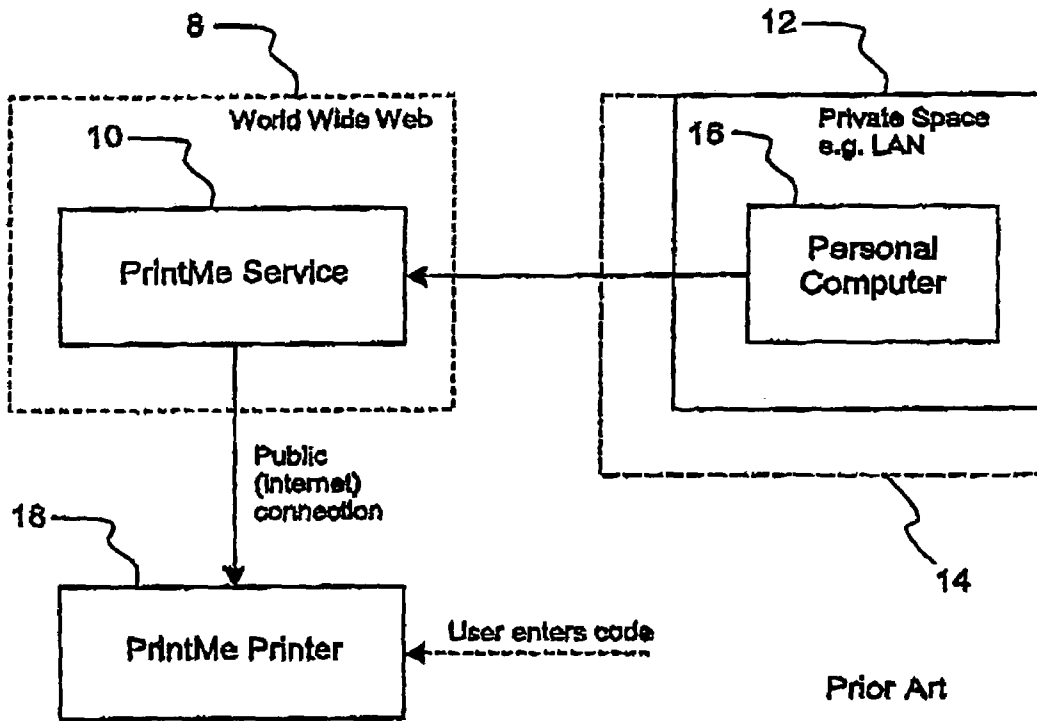 8
12
World Wide Web
Private Space
e.g. LAN
10
16
PrintMe Service
Personal
Computer
Public
(internet)
connection
18
14
PrintMe Printer
User enters code
Prior Art